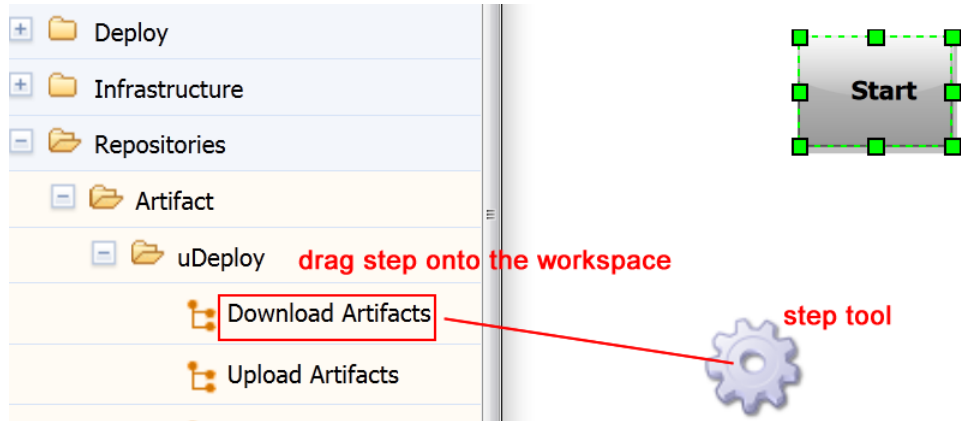 Deploy
Start
Infrastructure
Repositories
Artifact
uDeploy
drag step onto the workspace
Download Artifacts
step tool
Upload Artifacts